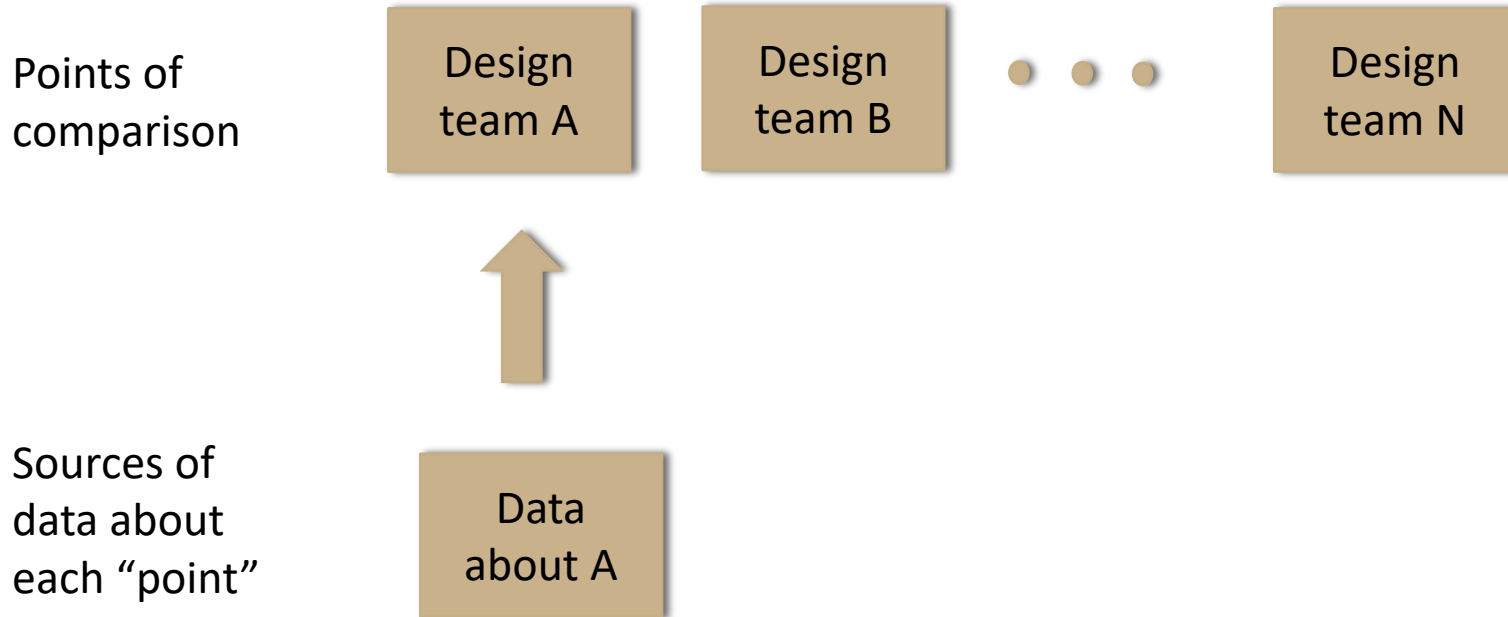 Points of
comparison
Design
team A
Design
team B
Design
team N
Sources of
data about
each “point”
Data
about A